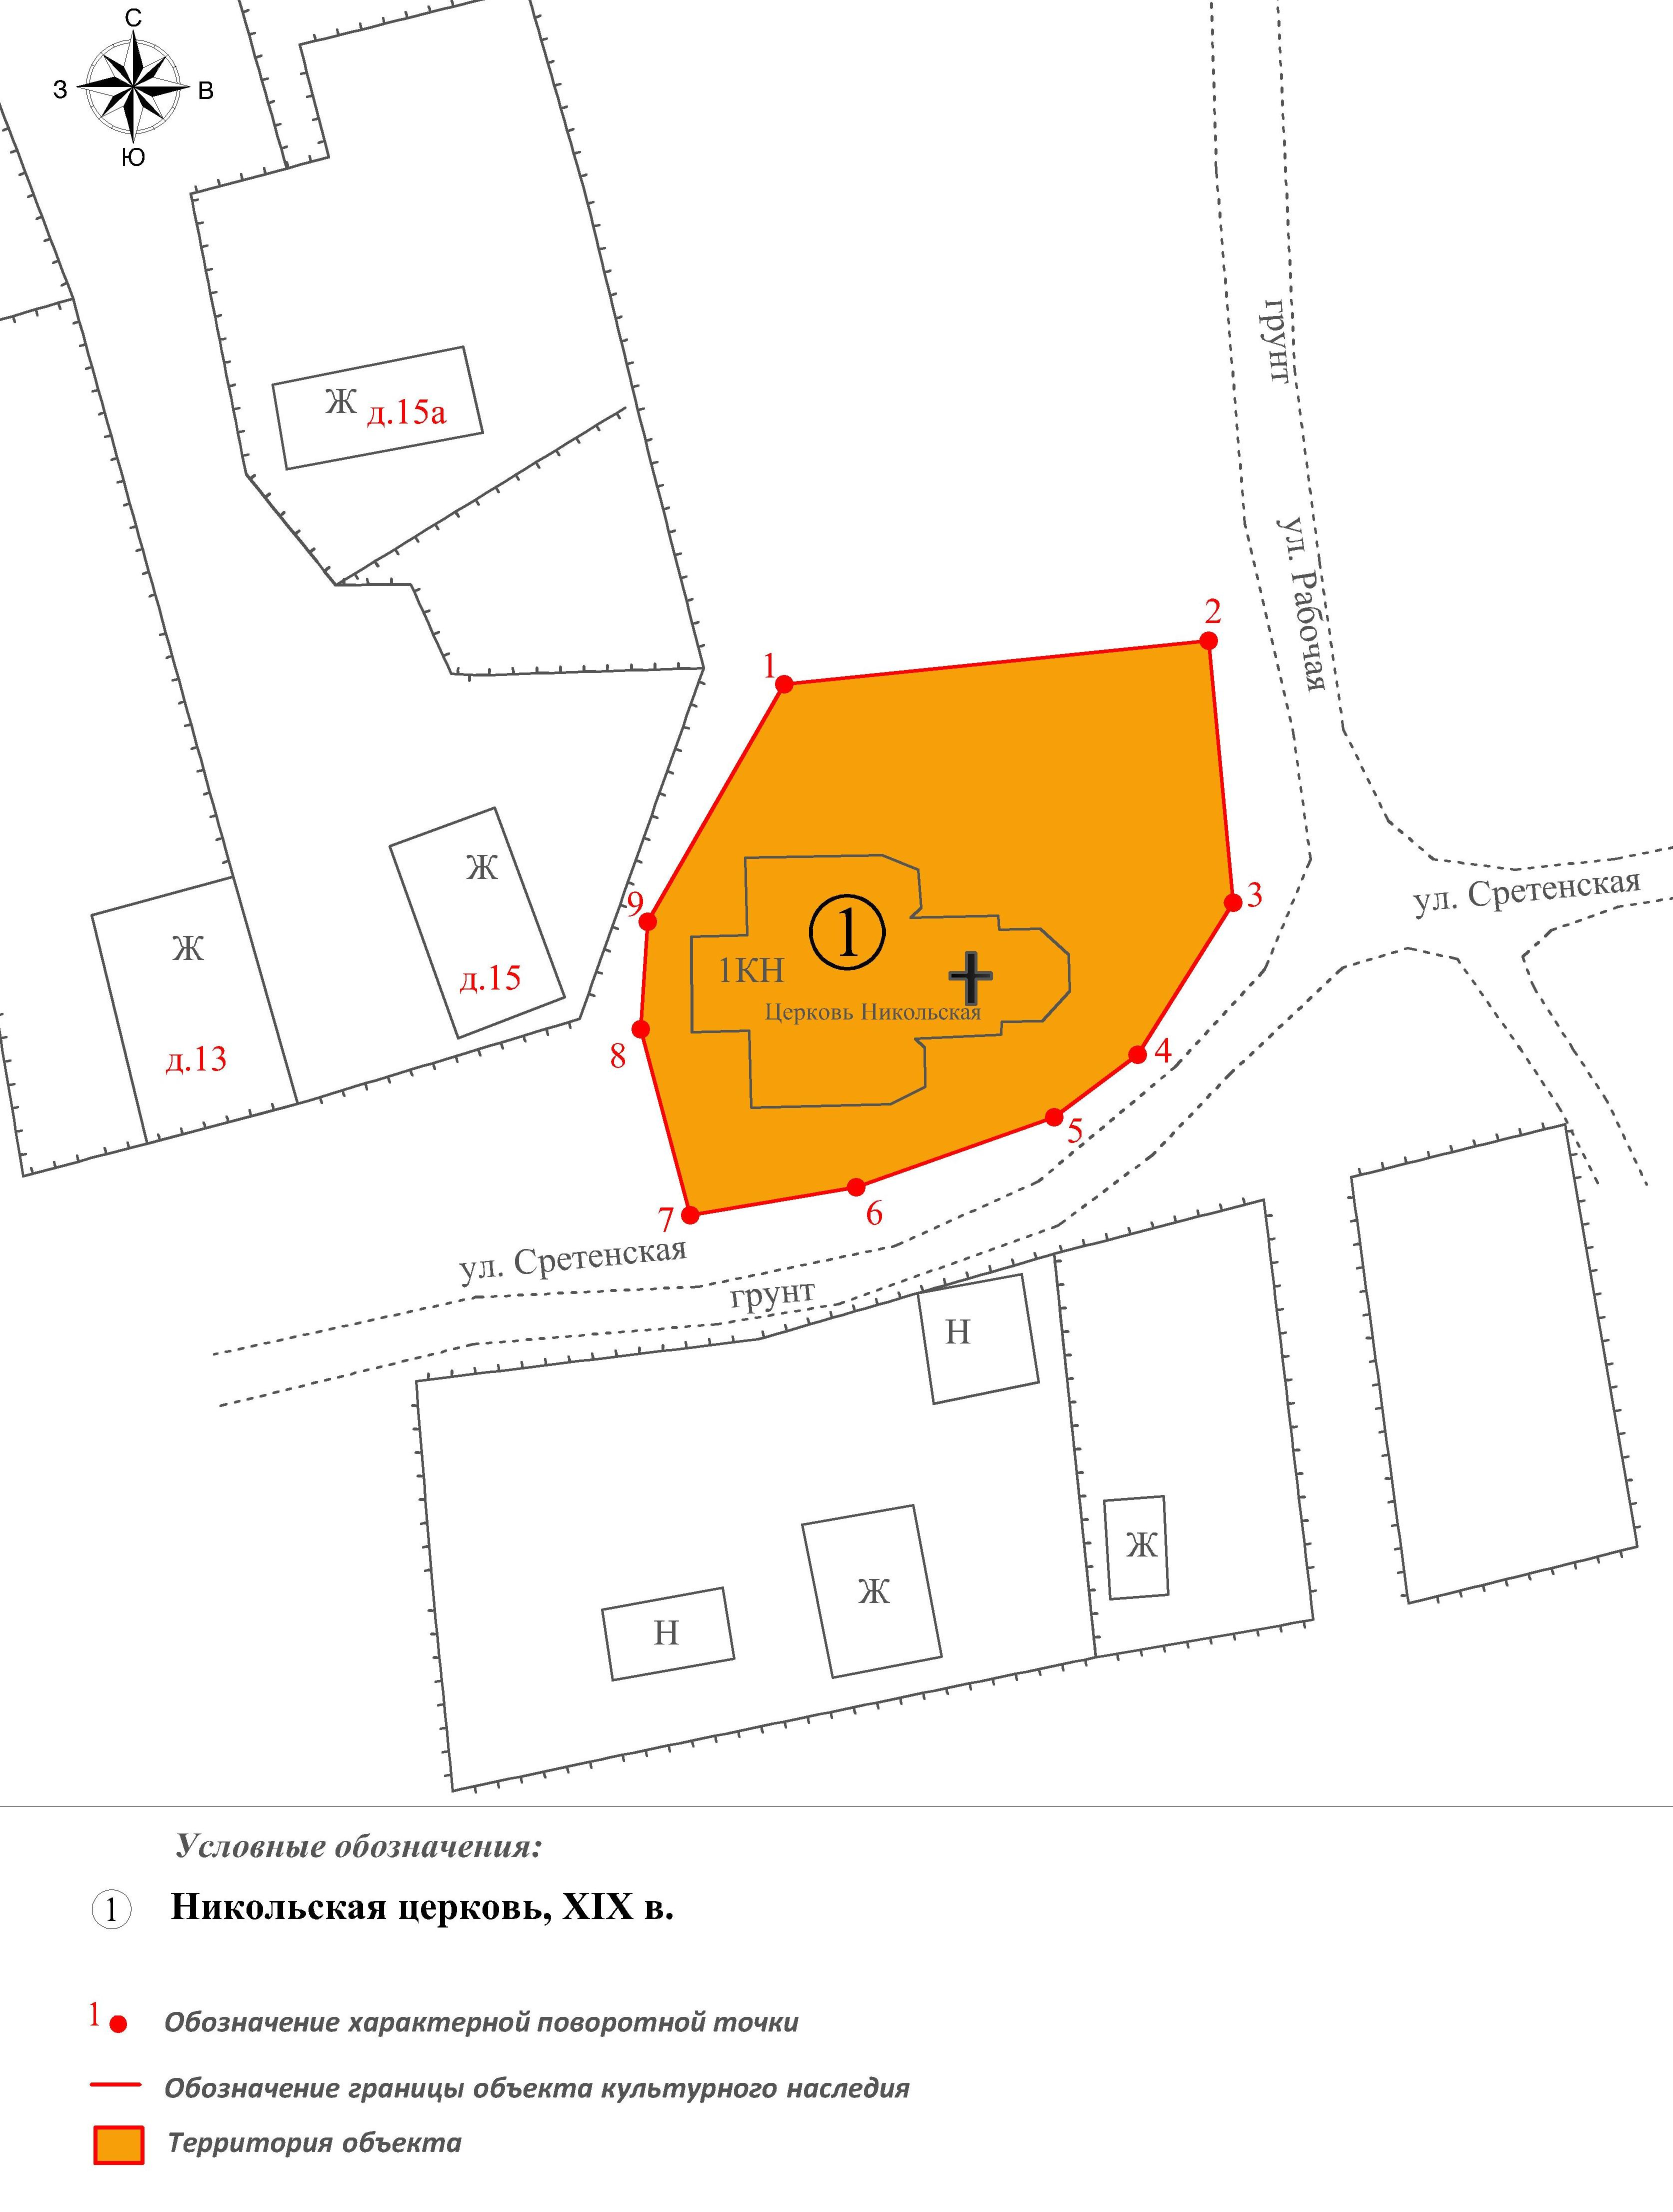 С
З
В
Ю
грунт
Ж
д.15а
ул. Рабочая
2
1
Ж
ул. Сретенская
3
9
1
Ж
1КН
д.15
Церковь Никольская
8
4
д.13
5
7
6
ул. Сретенская
грунт
Н
Ж
Ж
Н
Условные обозначения:
1 Никольская церковь, XIX в.
1 Обозначение характерной поворотной точки
Обозначение границы объекта культурного наследия
Территория объекта